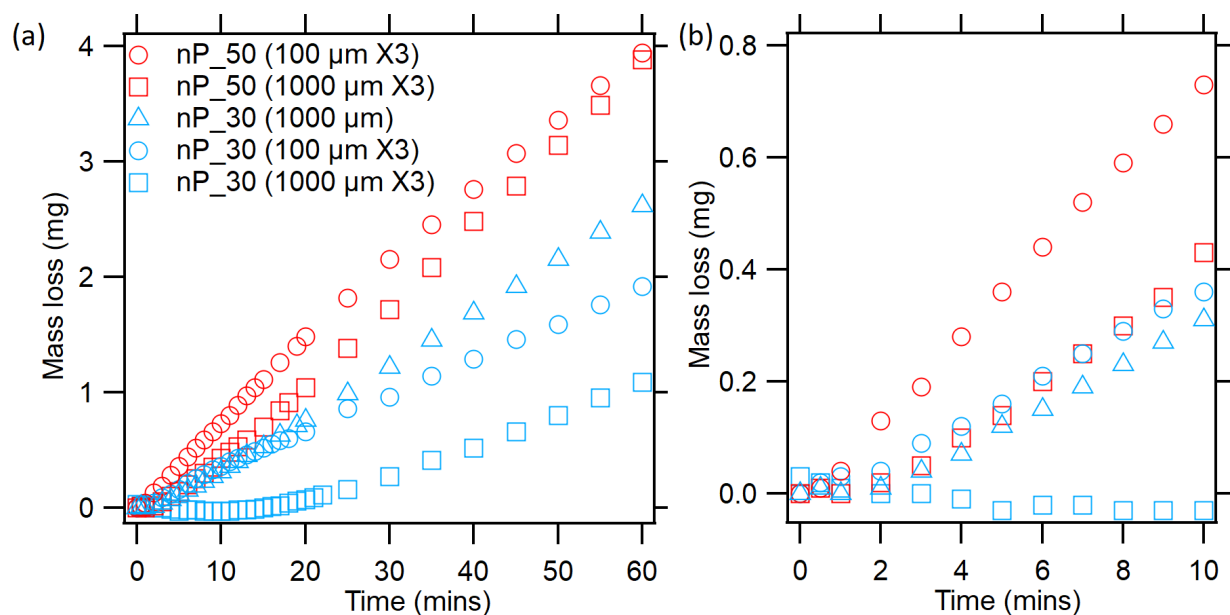 (a)
nP_50 (100 µm X3)
nP_50 (1000 µm X3)
nP_30 (1000 µm)
nP_30 (100 µm X3)
nP_30 (1000 µm X3)
4
3
2
1
0
Mass loss (mg)
0 10 20 30 40 50 60
Time (mins)
(b)
0.8
0.6
0.4
0.2
0.0
Mass loss (mg)
0 2 4 6 8 10
Time (mins)